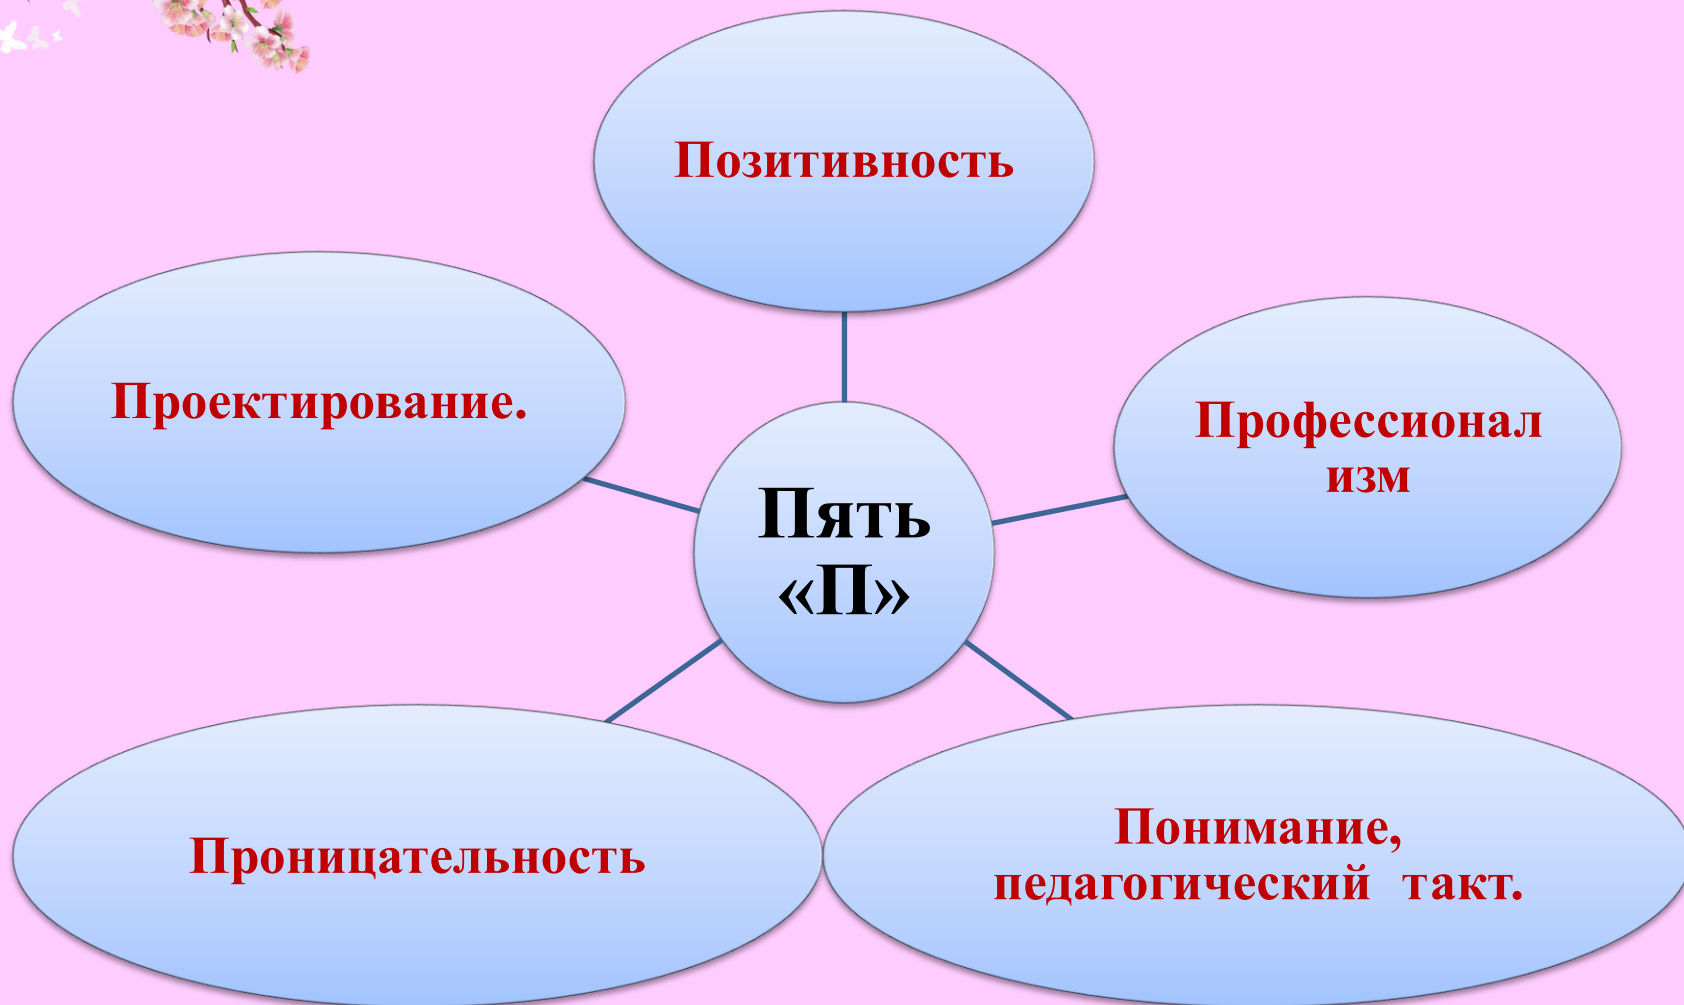 Позитивность
Проектирование.
Профессионал
изм
Пять
«П»
Проницательность
Понимание,
педагогический такт.